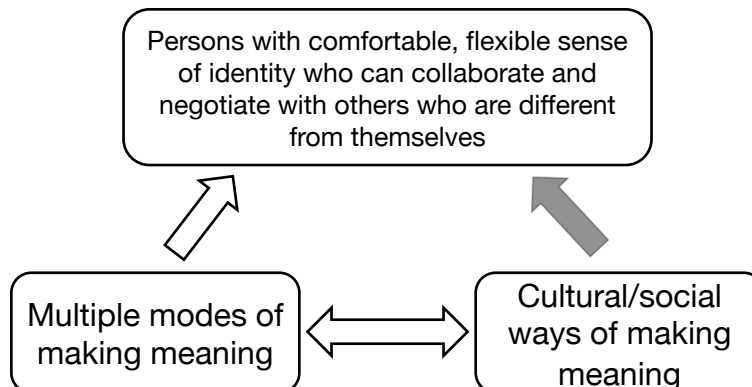 Persons with comfortable, flexible sense
of identity who can collaborate and
negotiate with others who are different
from themselves
Multiple modes of
making meaning
Cultural/social
ways of making
meaning